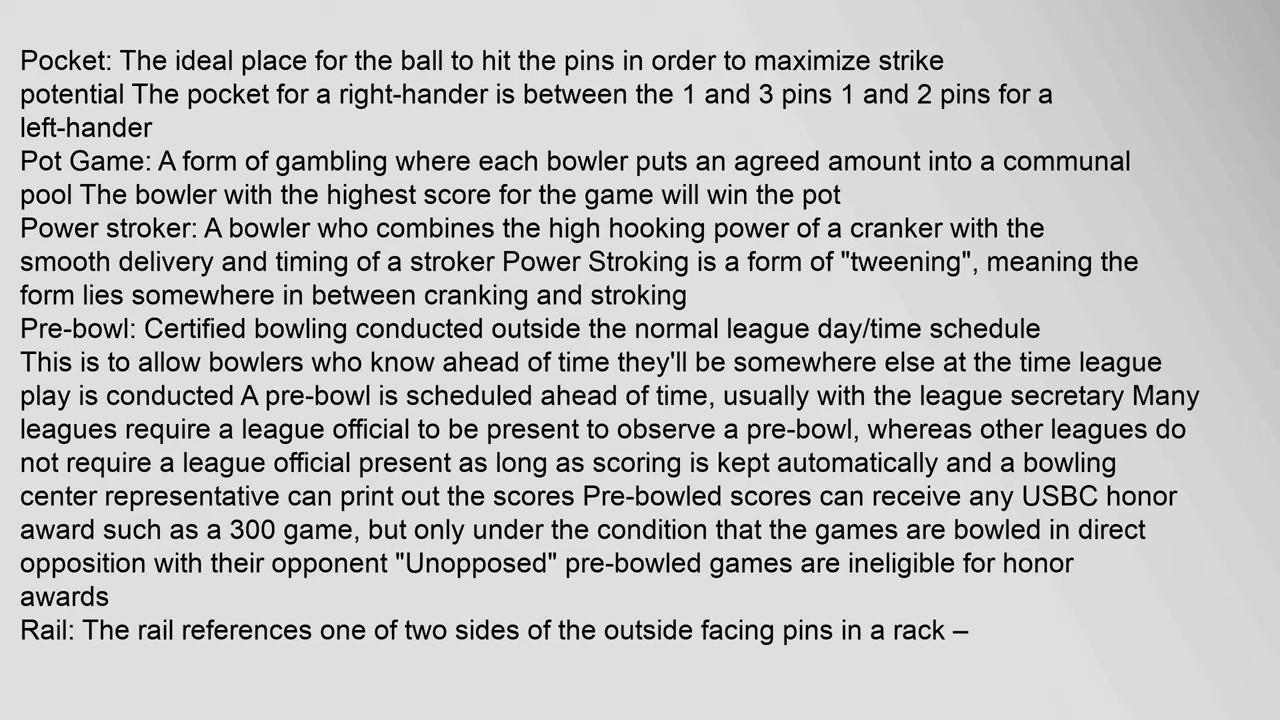 Pocket: The ideal place for the ball to hit the pins in order to maximize strike
potential The pocket for a right-hander is between the 1 and 3 pins 1 and 2 pins for a
left-hander
Pot Game: A form of gambling where each bowler puts an agreed amount into a communal
pool The bowler with the highest score for the game will win the pot
Power stroker: A bowler who combines the high hooking power of a cranker with the
smooth delivery and timing of a stroker Power Stroking is a form of "tweening", meaning the
form lies somewhere in between cranking and stroking
Pre-bowl: Certified bowling conducted outside the normal league day/time schedule
This is to allow bowlers who know ahead of time they'll be somewhere else at the time league
play is conducted A pre-bowl is scheduled ahead of time, usually with the league secretary Many
leagues require a league official to be present to observe a pre-bowl, whereas other leagues do
not require a league official present as long as scoring is kept automatically and a bowling
center representative can print out the scores Pre-bowled scores can receive any USBC honor
award such as a 300 game, but only under the condition that the games are bowled in direct
opposition with their opponent "Unopposed" pre-bowled games are ineligible for honor
awards
Rail: The rail references one of two sides of the outside facing pins in a rack –